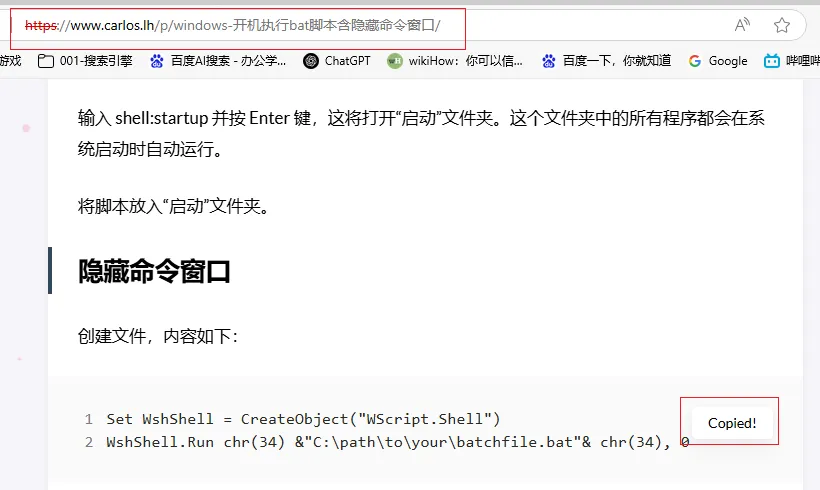 https://www.carlos.lh/p/windows-开机执行bat脚本含隐藏命令窗口/
游戏 001-搜索引擎 百度AI搜索 - 办公学... ChatGPT wikiHow：你可以信... 百度一下，你就知道 Google 哔哩哔
输入 shell:startup 并按 Enter 键，这将打开“启动”文件夹。这个文件夹中的所有程序都会在系
统启动时自动运行。
将脚本放入“启动”文件夹。
隐藏命令窗口
创建文件，内容如下：
1 Set WshShell = CreateObject("WScript.Shell")
Copied!
2 WshShell.Run chr(34) &"C:\path\to\your\batchfile.bat"& chr(34), 0